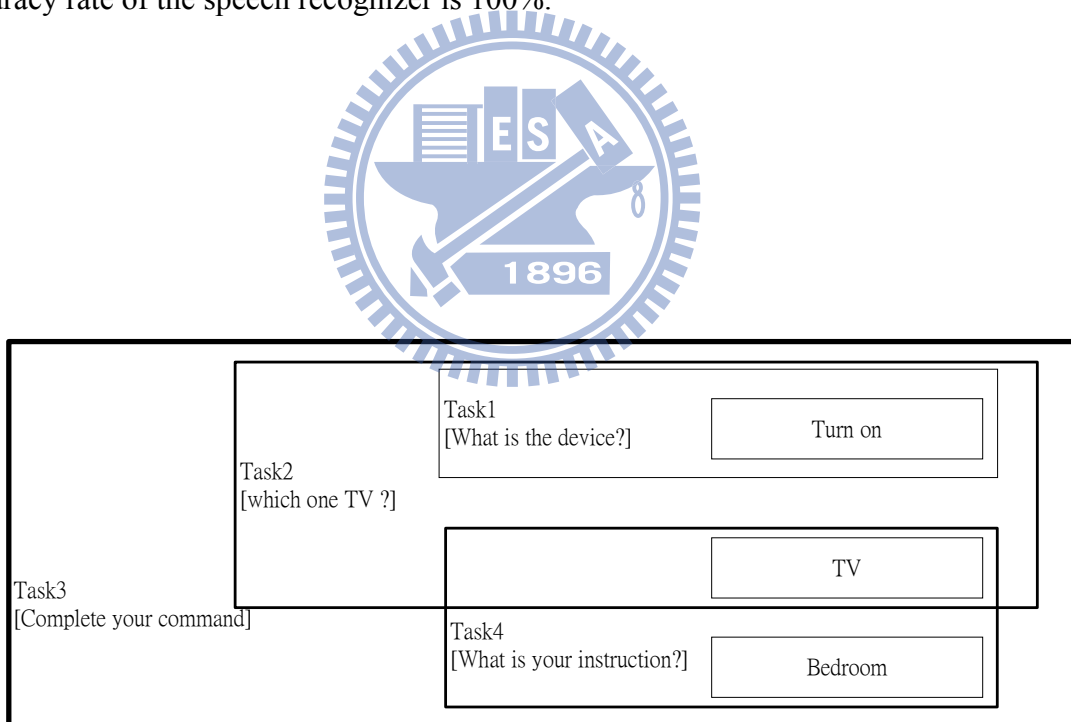 racy rate of the speech recognizer is 100%.
E S A
8
1896
Task1
[What is the device?]
Turn on
Task2
[which one TV ?]
TV
Task3
[Complete your command]
Task4
[What is your instruction?]
Bedroom